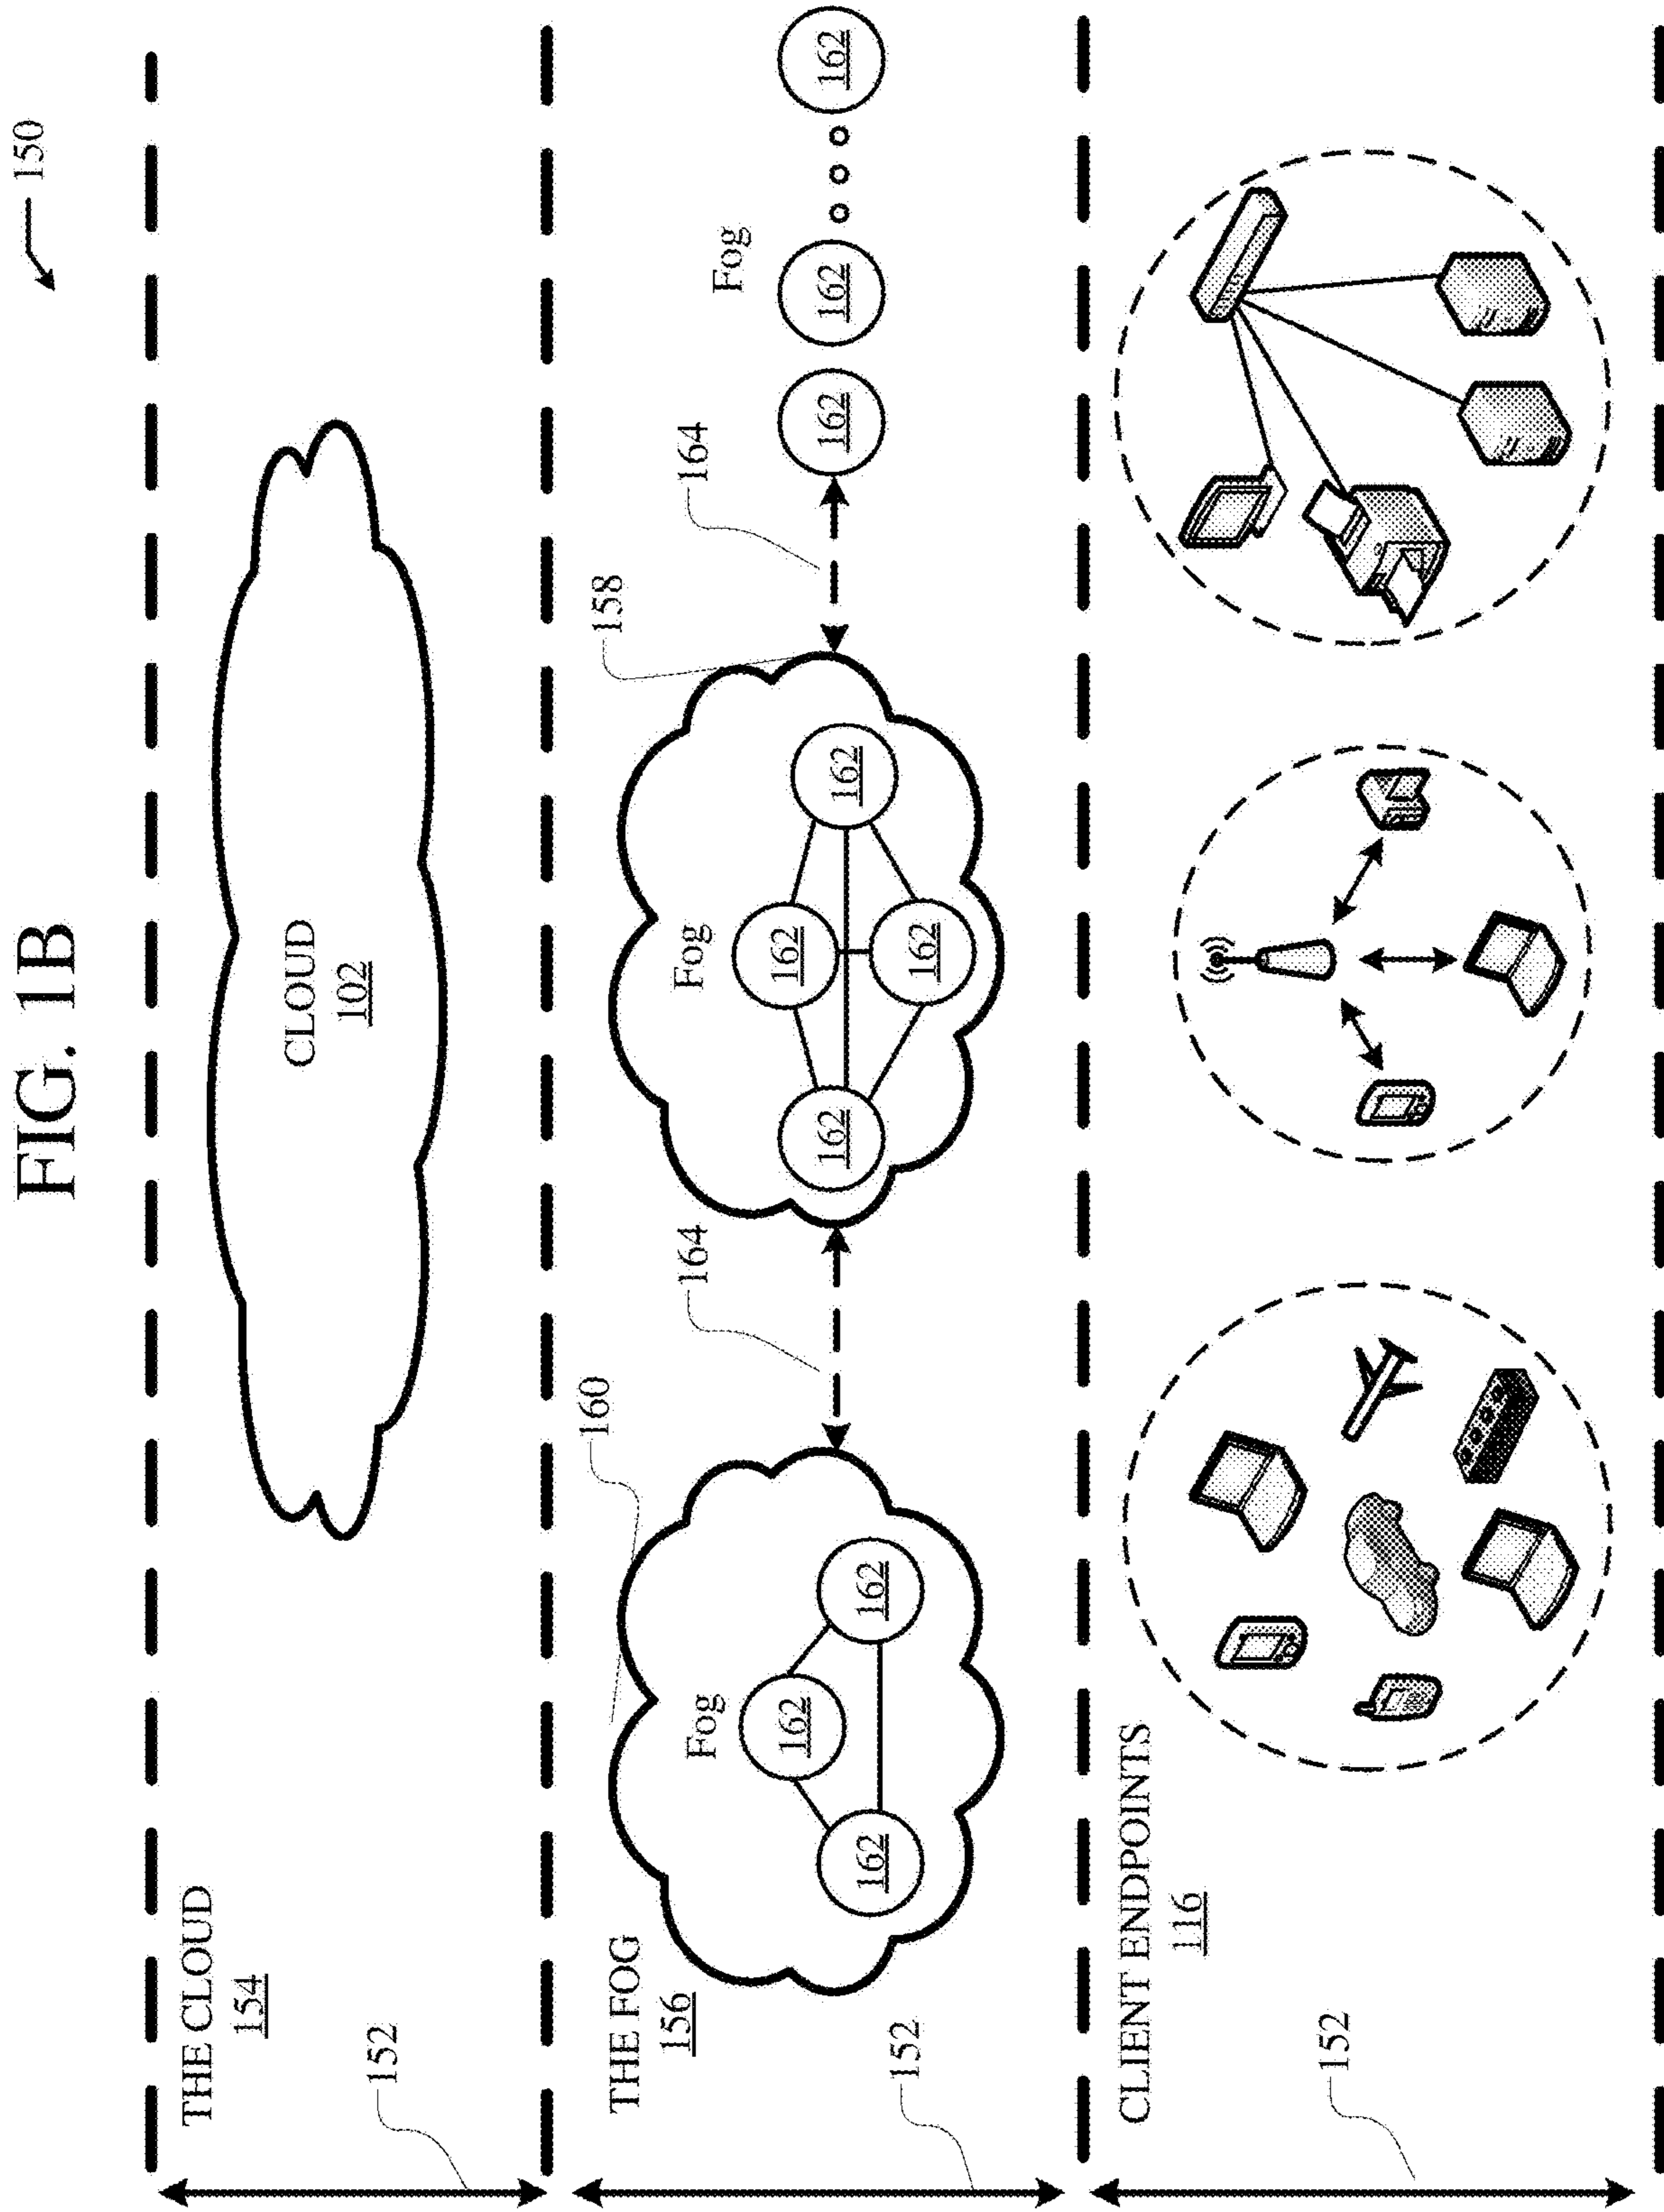 FIG. 1B
150
THE CLOUD
154
CLOUD
102
152
THE FOG
156
160
Fog
162
162
162
164
158
Fog
162
162
162
162
164
Fog
162
162
162
152
CLIENT ENDPOINTS
116
152